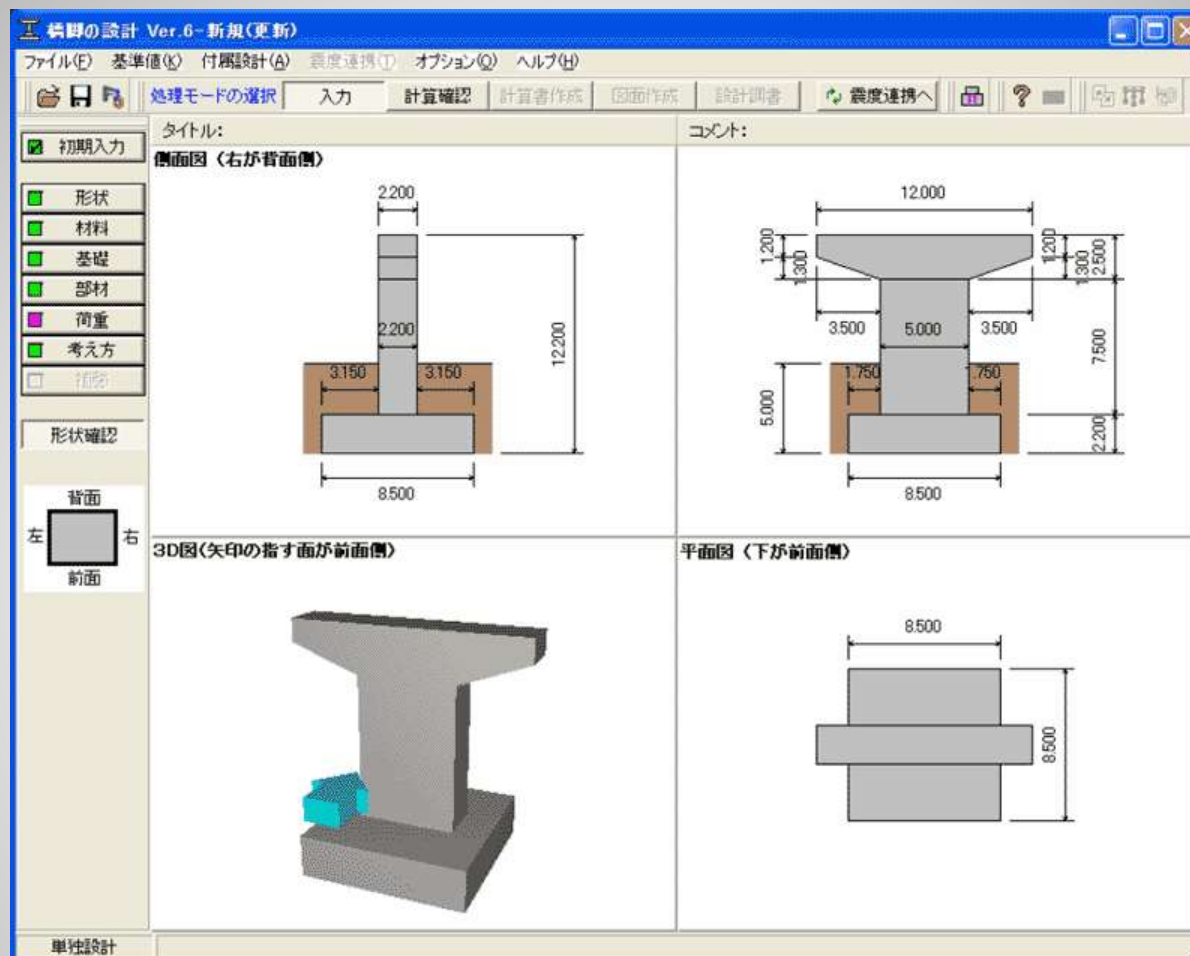 橋脚の設計 Ver.6-新規(更新)
ファイル(F) 基準値(K) 付属設計(A) 震度連携(T) オプション(O) ヘルプ(H)
処理モードの選択 入力 計算確認 計算書作成 図面作成 設計調書 震度連携へ
タイトル: コメント:
初期入力
形状
材料
基礎
部材
荷重
考え方
形状確認
背面
左 右
前面
側面図（右が背面側）
2.200
2.200
12.200
3.150 3.150
8.500
12.000
1.200 1.200
1.300 1.300 2.500
3.500 5.000 3.500
7.500
1.750 1.750
5.000
2.200
8.500
3D図(矢印の指す面が前面側)
平面図（下が前面側）
8.500
8.500
単独設計